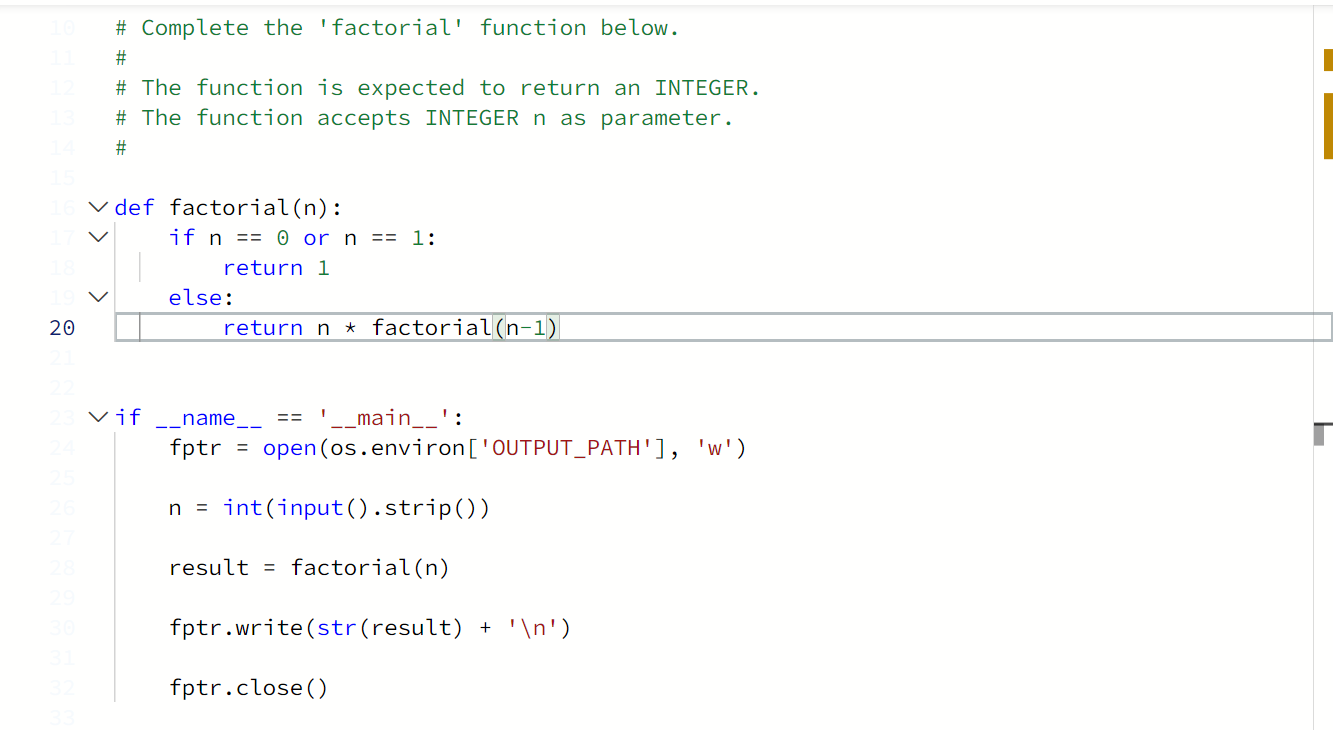 10 # Complete the 'factorial' function below.
11 #
12 # The function is expected to return an INTEGER.
13 # The function accepts INTEGER n as parameter.
14 #
15
16 def factorial(n):
17     if n == 0 or n == 1:
18         return 1
19     else:
20         return n * factorial(n-1)
21
22
23 if __name__ == '__main__':
24     fptr = open(os.environ['OUTPUT_PATH'], 'w')
25
26     n = int(input().strip())
27
28     result = factorial(n)
29
30     fptr.write(str(result) + '\n')
31
32     fptr.close()
33